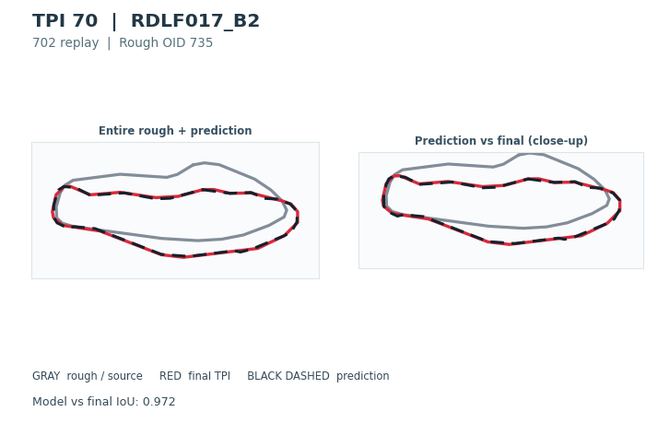 TPI 70 | RDLF017_B2
702 replay | Rough OID 735
Entire rough + prediction
Prediction vs final (close-up)
GRAY rough / source RED final TPI BLACK DASHED prediction
Model vs final IoU: 0.972